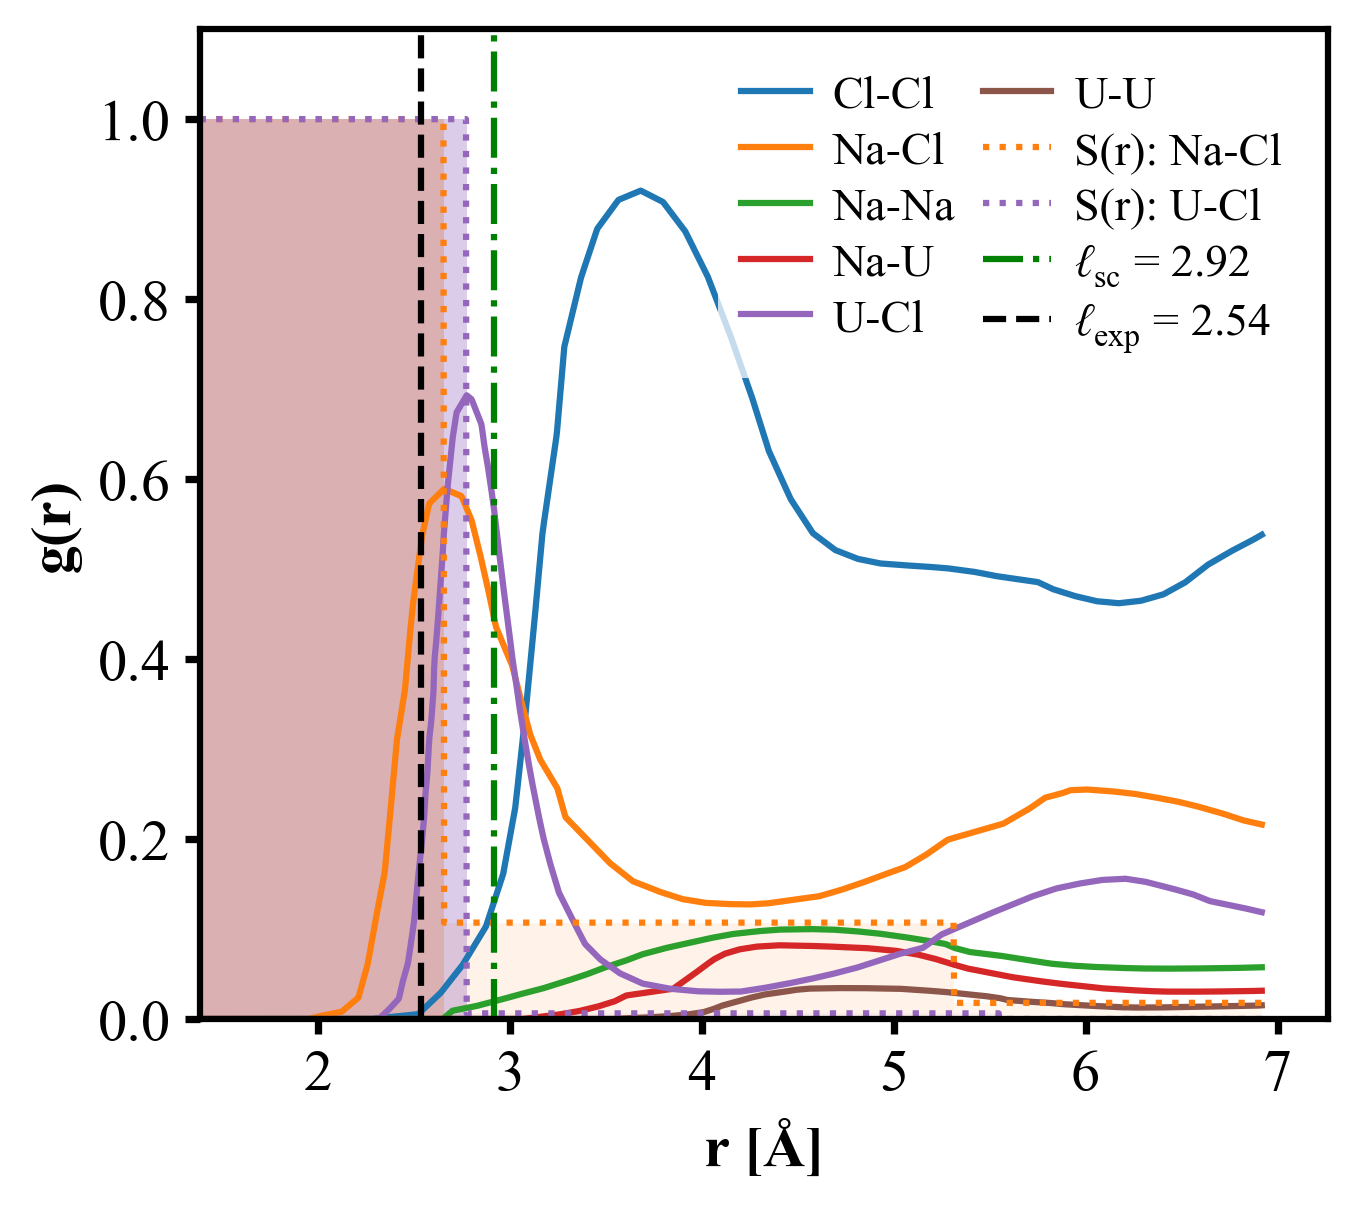 g(r)
1.0
0.8
0.6
0.4
0.2
0.0
Cl-Cl
Na-Cl
Na-Na
Na-U
U-Cl
U-U
S(r): Na-Cl
S(r): U-Cl
ℓsc = 2.92
ℓexp = 2.54
2 3 4 5 6 7
r [Å]